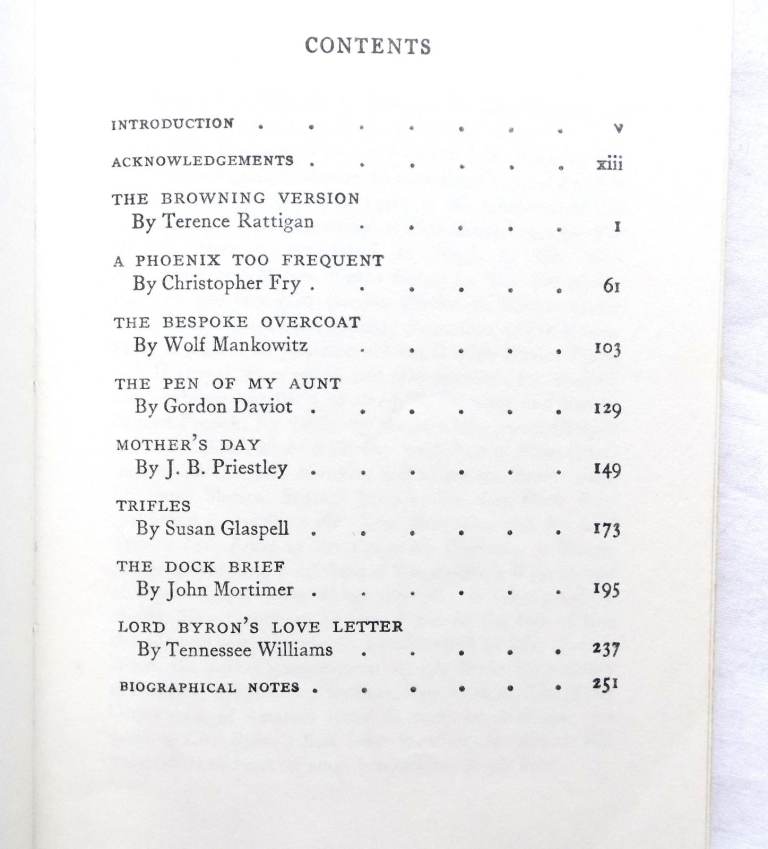 CONTENTS
INTRODUCTION . . . . . . . v
ACKNOWLEDGEMENTS . . . . . . xiii
THE BROWNING VERSION
By Terence Rattigan . . . . . 1
A PHOENIX TOO FREQUENT
By Christopher Fry . . . . . . 61
THE BESPOKE OVERCOAT
By Wolf Mankowitz . . . . . 103
THE PEN OF MY AUNT
By Gordon Daviot . . . . . . 129
MOTHER'S DAY
By J. B. Priestley . . . . . . 149
TRIFLES
By Susan Glaspell . . . . . . 173
THE DOCK BRIEF
By John Mortimer . . . . . . 195
LORD BYRON'S LOVE LETTER
By Tennessee Williams . . . . . 237
BIOGRAPHICAL NOTES . . . . . . 251